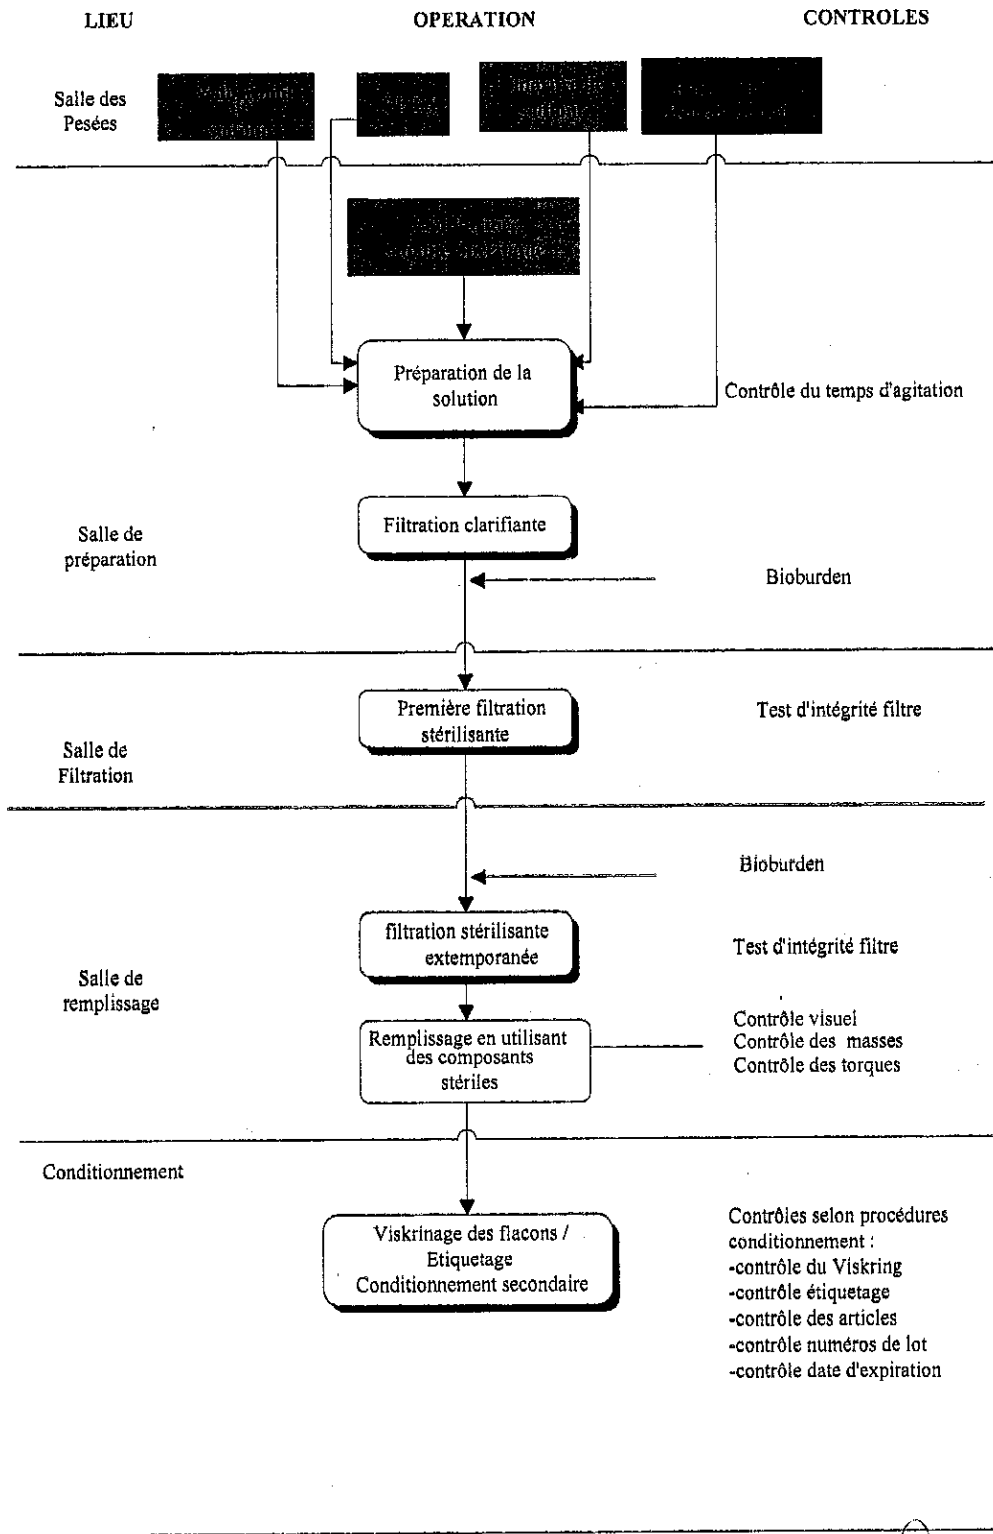 LIEU
OPERATION
CONTROLES
Salle des
Pesées
Préparation de la
solution
Contrôle du temps d'agitation
Filtration clarifiante
Salle de
préparation
Bioburden
Première filtration
stérilisante
Test d'intégrité filtre
Salle de
Filtration
Bioburden
filtration stérilisante
extemporanée
Test d'intégrité filtre
Salle de
remplissage
Remplissage en utilisant
des composants
stériles
Contrôle visuel
Contrôle des masses
Contrôle des torques
Conditionnement
Viskrinage des flacons /
Etiquetage
Conditionnement secondaire
Contrôles selon procédures
conditionnement :
-contrôle du Viskring
-contrôle étiquetage
-contrôle des articles
-contrôle numéros de lot
-contrôle date d'expiration